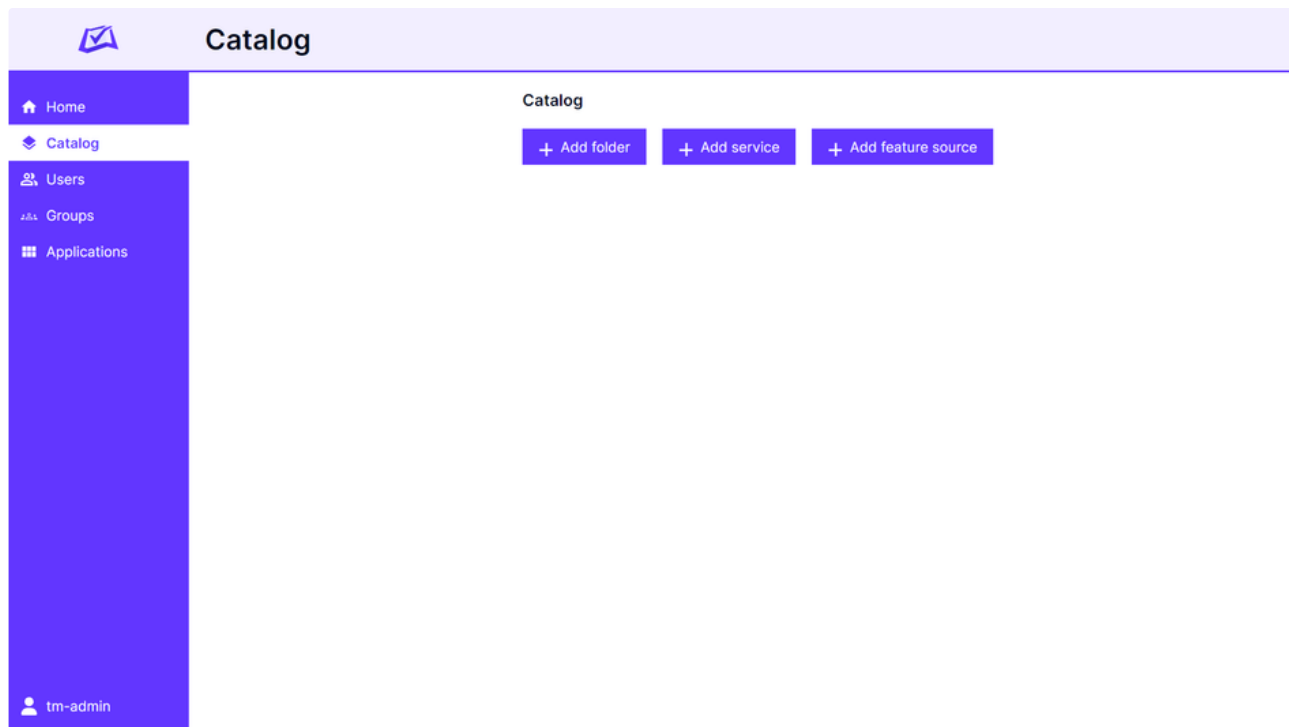 Catalog
Home
Catalog
Users
Groups
Applications
tm-admin
Catalog
Add folder
Add service
Add feature source